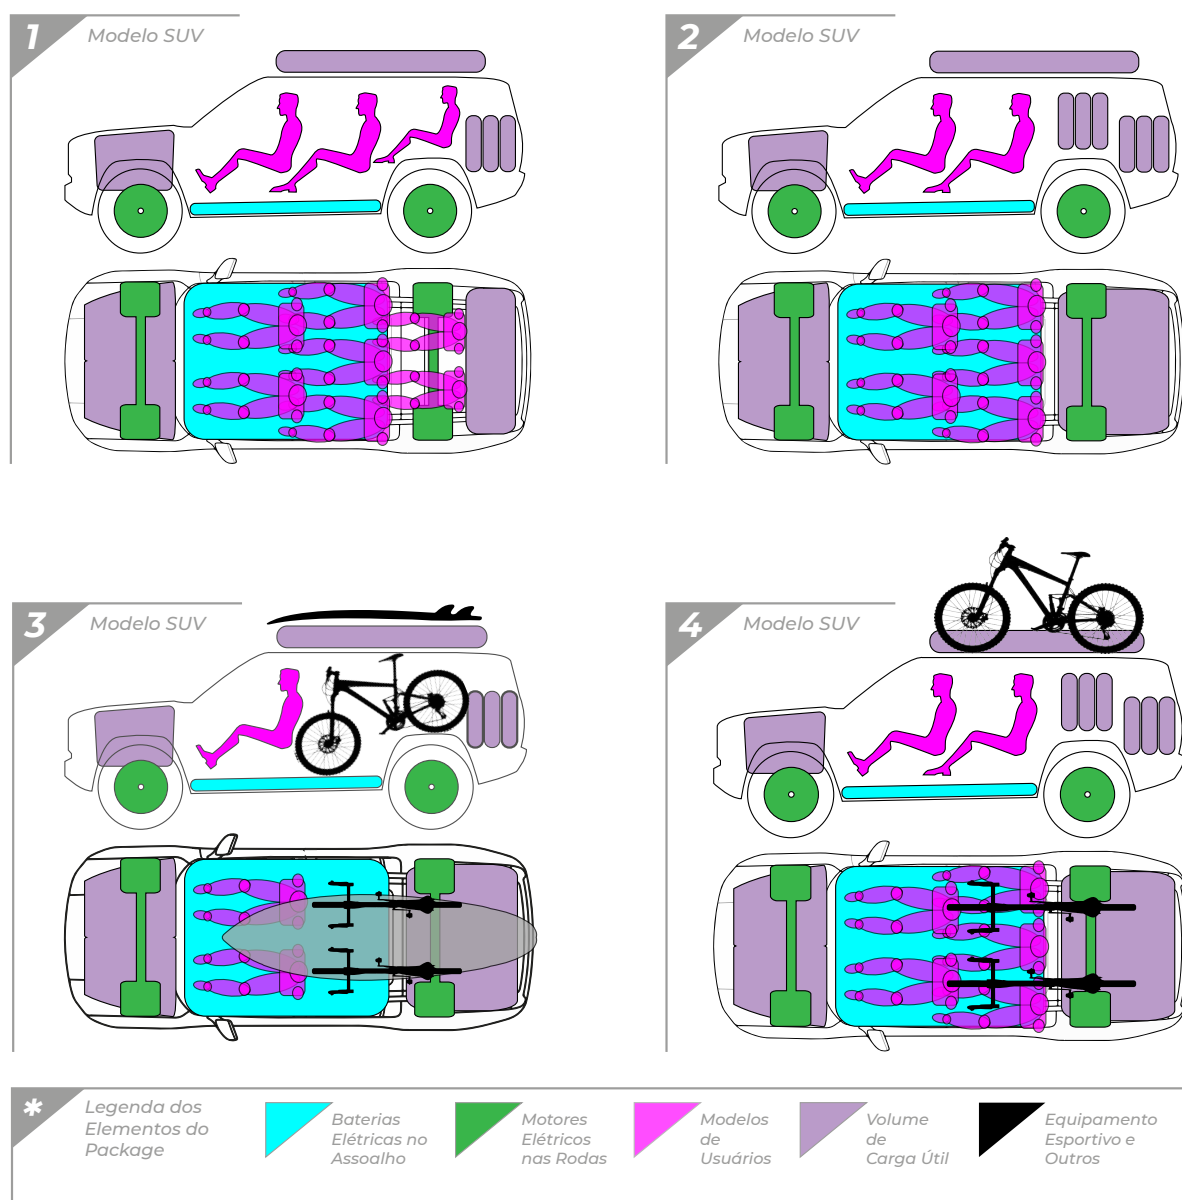 1
Modelo SUV
2
Modelo SUV
3
Modelo SUV
4
Modelo SUV
*
Legenda dos
Elementos do
Package
Baterias
Elétricas no
Assoalho
Motores
Elétricos
nas Rodas
Modelos
de
Usuários
Volume
de
Carga Útil
Equipamento
Esportivo e
Outros